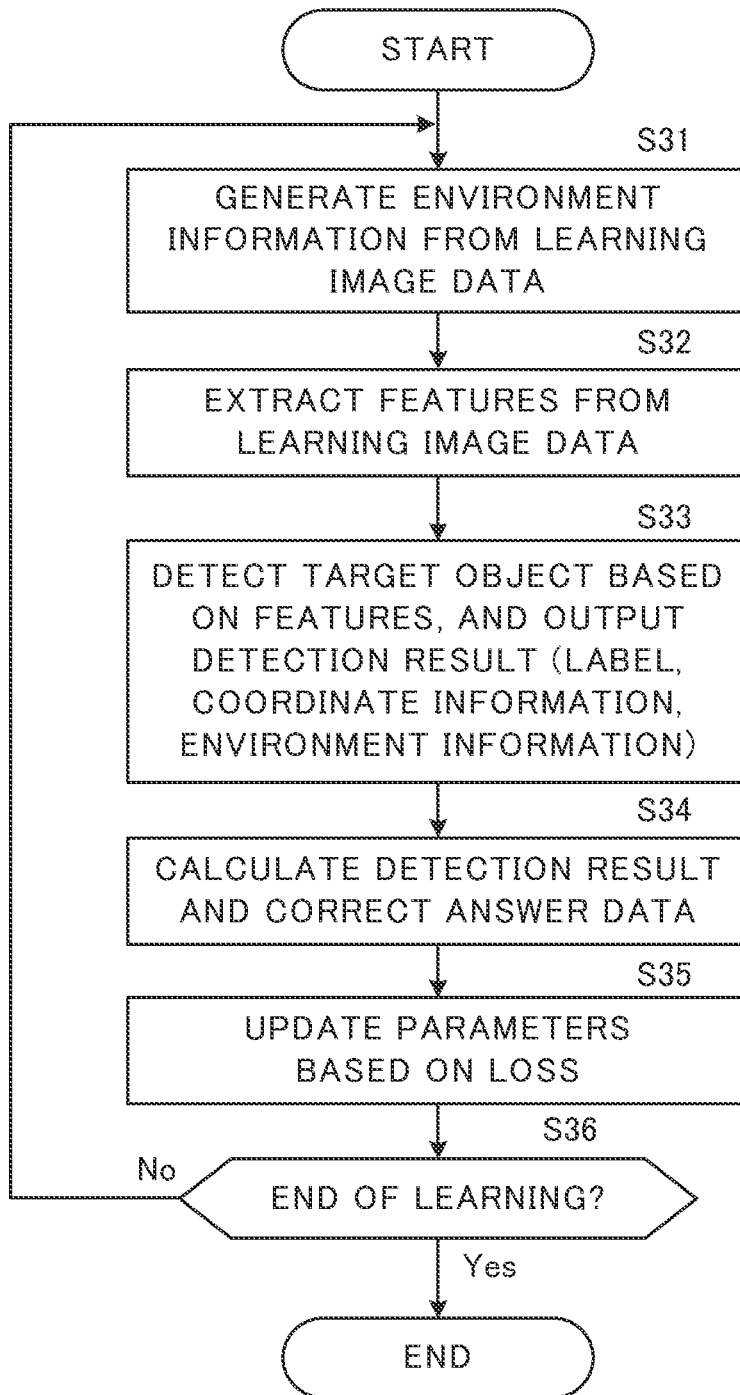 START
S31
GENERATE ENVIRONMENT
INFORMATION FROM LEARNING
IMAGE DATA
S32
EXTRACT FEATURES FROM
LEARNING IMAGE DATA
S33
DETECT TARGET OBJECT BASED
ON FEATURES, AND OUTPUT
DETECTION RESULT (LABEL,
COORDINATE INFORMATION,
ENVIRONMENT INFORMATION)
S34
CALCULATE DETECTION RESULT
AND CORRECT ANSWER DATA
S35
UPDATE PARAMETERS
BASED ON LOSS
S36
No
END OF LEARNING?
Yes
END